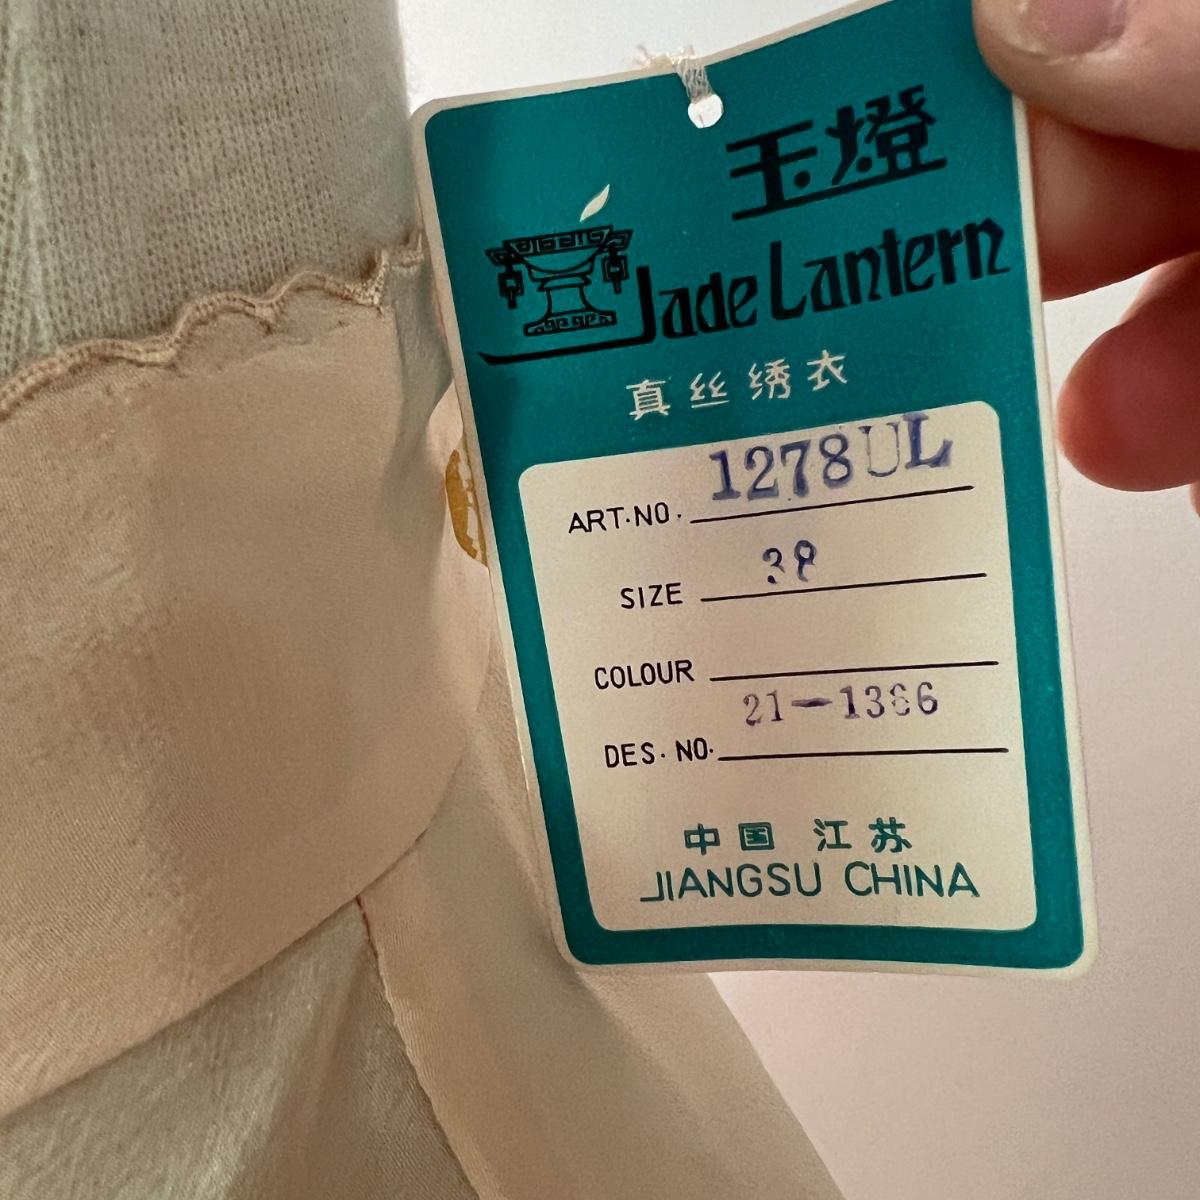 玉燈
Jade Lantern
真丝绣衣
ART·NO. 1278UL
SIZE 38
COLOUR
DES·NO. 21-1366
中国 江苏
JIANGSU CHINA